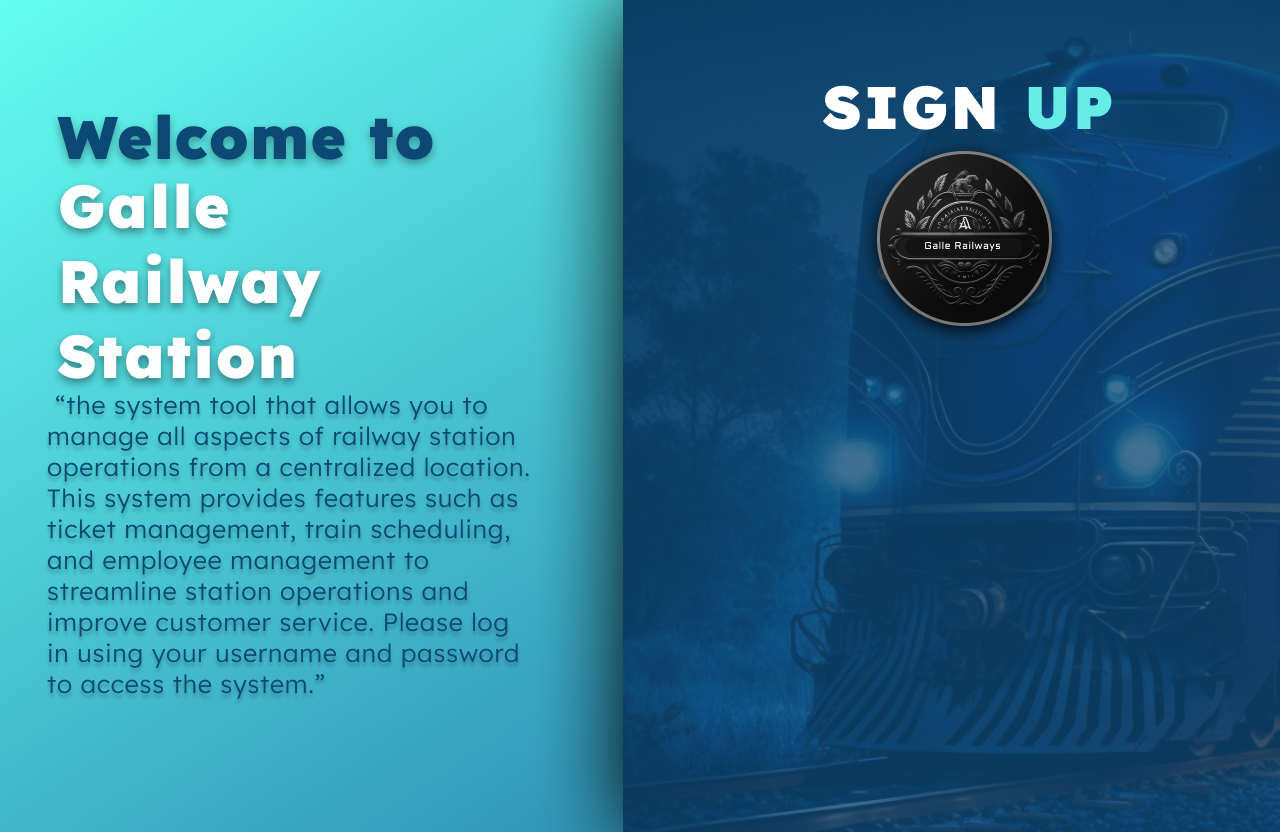 Welcome to
Galle
Railway
Station
“the system tool that allows you to
manage all aspects of railway station
operations from a centralized location.
This system provides features such as
ticket management, train scheduling,
and employee management to
streamline station operations and
improve customer service. Please log
in using your username and password
to access the system.”
SIGN UP
Galle Railways